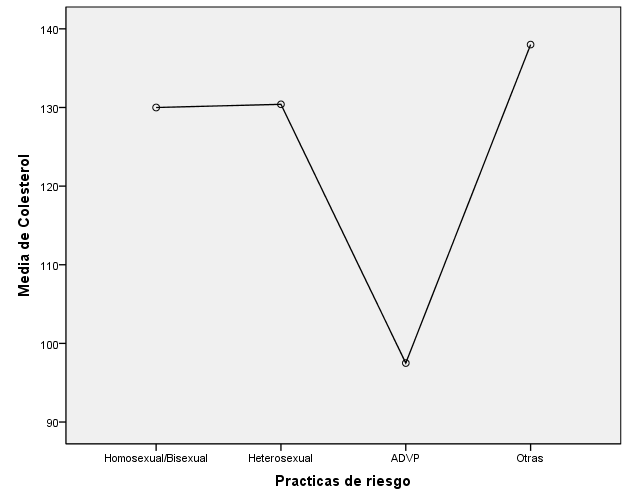 140
130
120
110
100
90
Media de Colesterol
Homosexual/Bisexual
Heterosexual
ADVP
Otras
Practicas de riesgo